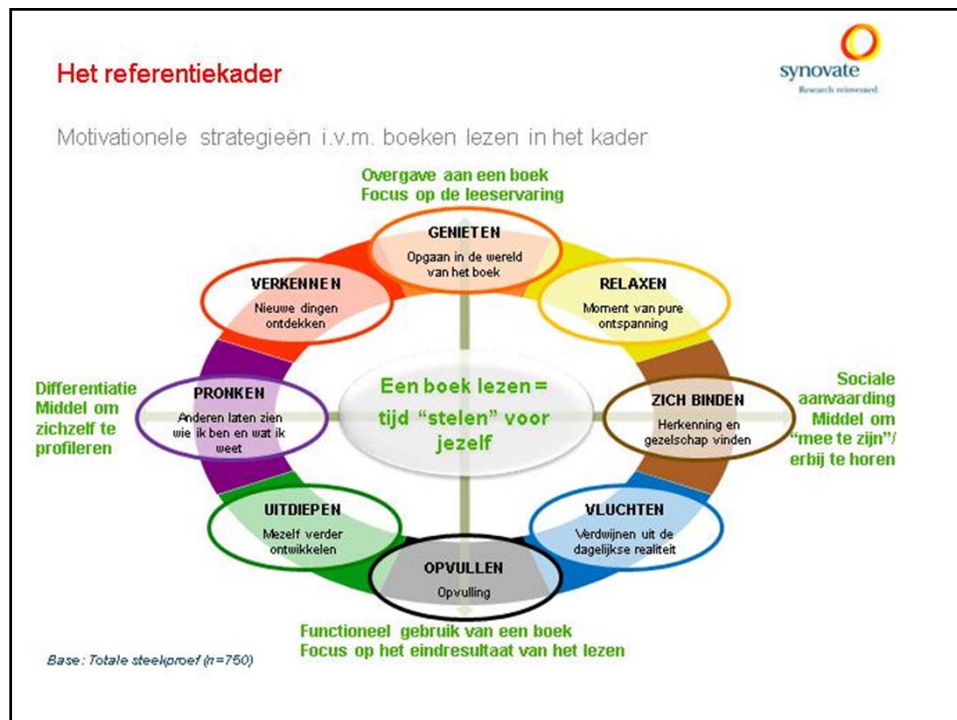 Het referentiekader
synovate
Research reinvented
Motivationele strategieën i.v.m. boeken lezen in het kader
Overgave aan een boek
Focus op de leeservaring
GENIETEN
Opgaan in de wereld
van het boek
VERKENNEN
Nieuwe dingen
ontdekken
RELAXEN
Moment van pure
ontspanning
Differentiatie
Middel om
zichzelf te
profileren
PRONKEN
Anderen laten zien
wie ik ben en wat ik
weet
Een boek lezen =
tijd "stelen" voor
jezelf
ZICH BINDEN
Herkenning en
gezelschap vinden
Sociale
aanvaarding
Middel om
"mee te zijn"/
erbij te horen
UITDIEPEN
Mezelf verder
ontwikkelen
VLUCHTEN
Verdwijnen uit de
dagelijkse realiteit
OPVULLEN
Opvulling
Functioneel gebruik van een boek
Focus op het eindresultaat van het lezen
Base: Totale steekproef (n=750)